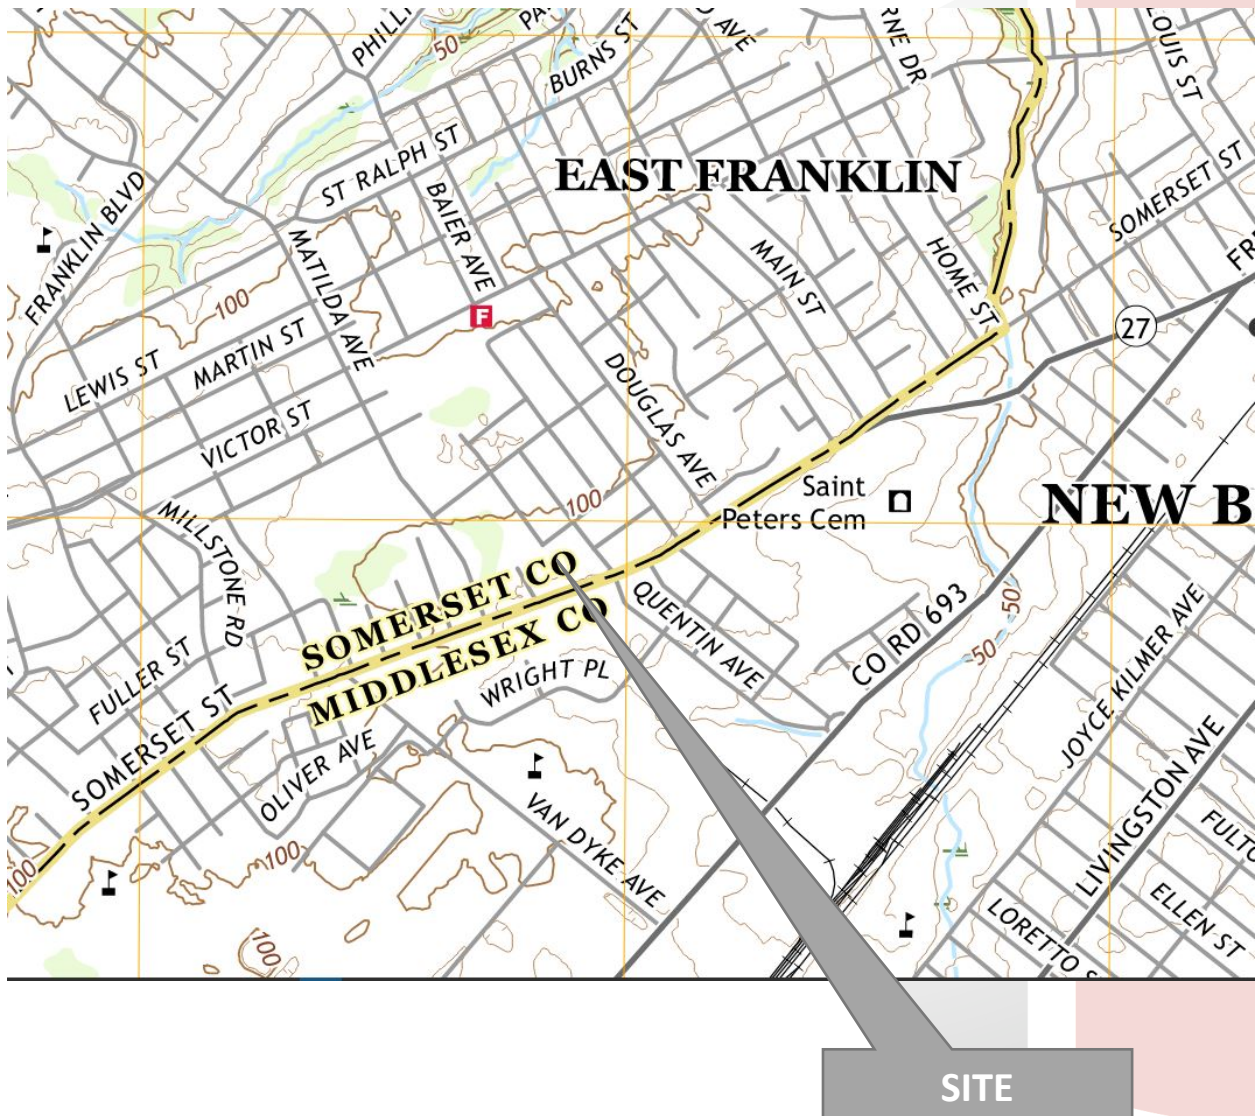 PHILLI
PA
O AVE
RNE DR
LOUIS ST
50
BURNS ST
ST RALPH ST
EAST FRANKLIN
SOMERSET ST
FRANKLIN BLVD
BAIER AVE
MATILDA AVE
MAIN ST
HOME ST
FR
100
F
27
MARTIN ST
LEWIS ST
DOUGLAS AVE
VICTOR ST
Saint
Peters Cem
NEW B
100
MILLSTONE RD
SOMERSET CO
MIDDLESEX CO
QUENTIN AVE
CO RD 693
50
50
JOYCE KILMER AVE
FULLER ST
WRIGHT PL
SOMERSET ST
OLIVER AVE
LIVINGSTON AVE
VAN DYKE AVE
FULTO
100
100
ELLEN ST
LORETTO S
100
SITE